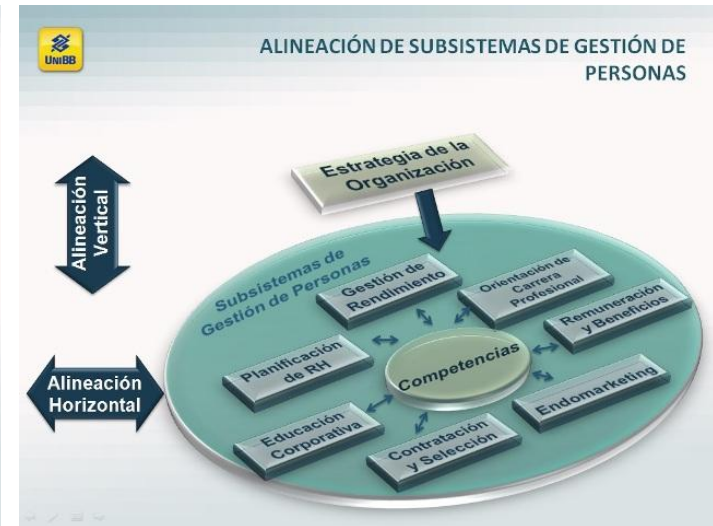 UNIBB
ALINEACIÓN DE SUBSISTEMAS DE GESTIÓN DE
PERSONAS
Estrategia de la
Organización
Alineación
Vertical
Subsistemas de
Gestión de Personas
Gestión de
Rendimiento
Orientación de
Carrera
Profesional
Remuneración
y Beneficios
Planificación
de RH
Competencias
Alineación
Horizontal
Endomarketing
Educación
Corporativa
Contratación
y Selección